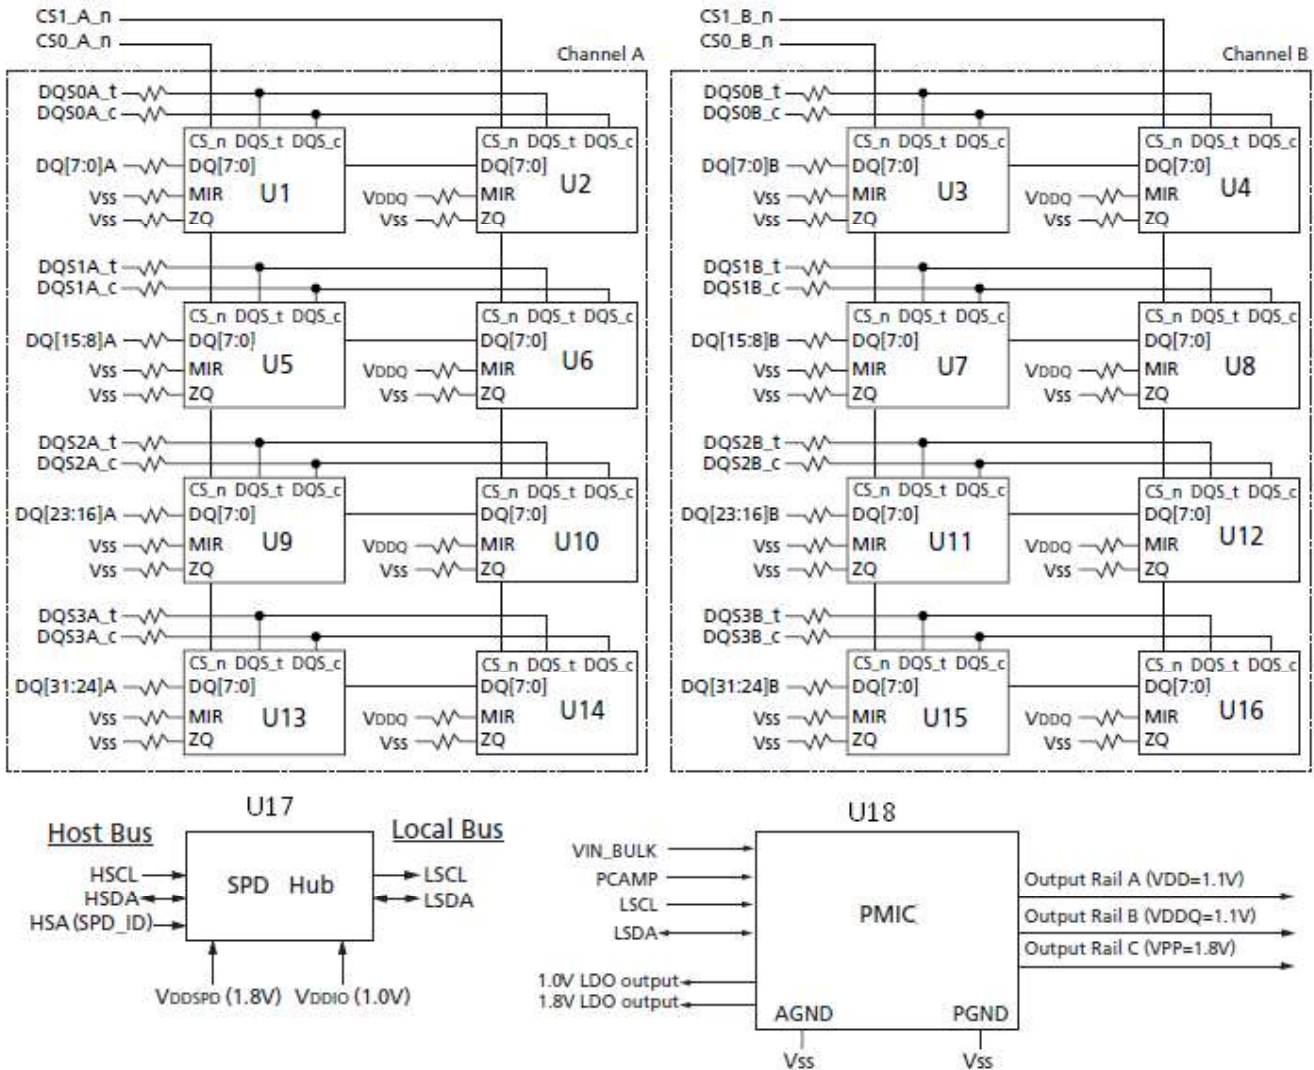 CS1_A_n
CS0_A_n
Channel A
DQS0A_t
DQS0A_c
CS_n DQS_t DQS_c
CS_n DQS_t DQS_c
DQ[7:0]A
DQ[7:0]
U1
DQ[7:0]
U2
Vss
MIR
VDDQ
MIR
Vss
ZQ
Vss
ZQ
DQS1A_t
DQS1A_c
CS_n DQS_t DQS_c
CS_n DQS_t DQS_c
DQ[15:8]A
DQ[7:0]
U5
DQ[7:0]
U6
Vss
MIR
VDDQ
MIR
Vss
ZQ
Vss
ZQ
DQS2A_t
DQS2A_c
CS_n DQS_t DQS_c
CS_n DQS_t DQS_c
DQ[23:16]A
DQ[7:0]
U9
DQ[7:0]
U10
Vss
MIR
VDDQ
MIR
Vss
ZQ
Vss
ZQ
DQS3A_t
DQS3A_c
CS_n DQS_t DQS_c
CS_n DQS_t DQS_c
DQ[31:24]A
DQ[7:0]
U13
DQ[7:0]
U14
Vss
MIR
VDDQ
MIR
Vss
ZQ
Vss
ZQ
CS1_B_n
CS0_B_n
Channel B
DQS0B_t
DQS0B_c
CS_n DQS_t DQS_c
CS_n DQS_t DQS_c
DQ[7:0]B
DQ[7:0]
U3
DQ[7:0]
U4
Vss
MIR
VDDQ
MIR
Vss
ZQ
Vss
ZQ
DQS1B_t
DQS1B_c
CS_n DQS_t DQS_c
CS_n DQS_t DQS_c
DQ[15:8]B
DQ[7:0]
U7
DQ[7:0]
U8
Vss
MIR
VDDQ
MIR
Vss
ZQ
Vss
ZQ
DQS2B_t
DQS2B_c
CS_n DQS_t DQS_c
CS_n DQS_t DQS_c
DQ[23:16]B
DQ[7:0]
U11
DQ[7:0]
U12
Vss
MIR
VDDQ
MIR
Vss
ZQ
Vss
ZQ
DQS3B_t
DQS3B_c
CS_n DQS_t DQS_c
CS_n DQS_t DQS_c
DQ[31:24]B
DQ[7:0]
U15
DQ[7:0]
U16
Vss
MIR
VDDQ
MIR
Vss
ZQ
Vss
ZQ
U17
Host Bus
Local Bus
HSCL
HSDA
HSA (SPD_ID)
SPD Hub
LSCL
LSDA
VDDSPD (1.8V)
VDDIO (1.0V)
U18
VIN_BULK
PCAMP
LSCL
LSDA
1.0V LDO output
1.8V LDO output
PMIC
AGND
PGND
Vss
Vss
Output Rail A (VDD=1.1V)
Output Rail B (VDDQ=1.1V)
Output Rail C (VPP=1.8V)